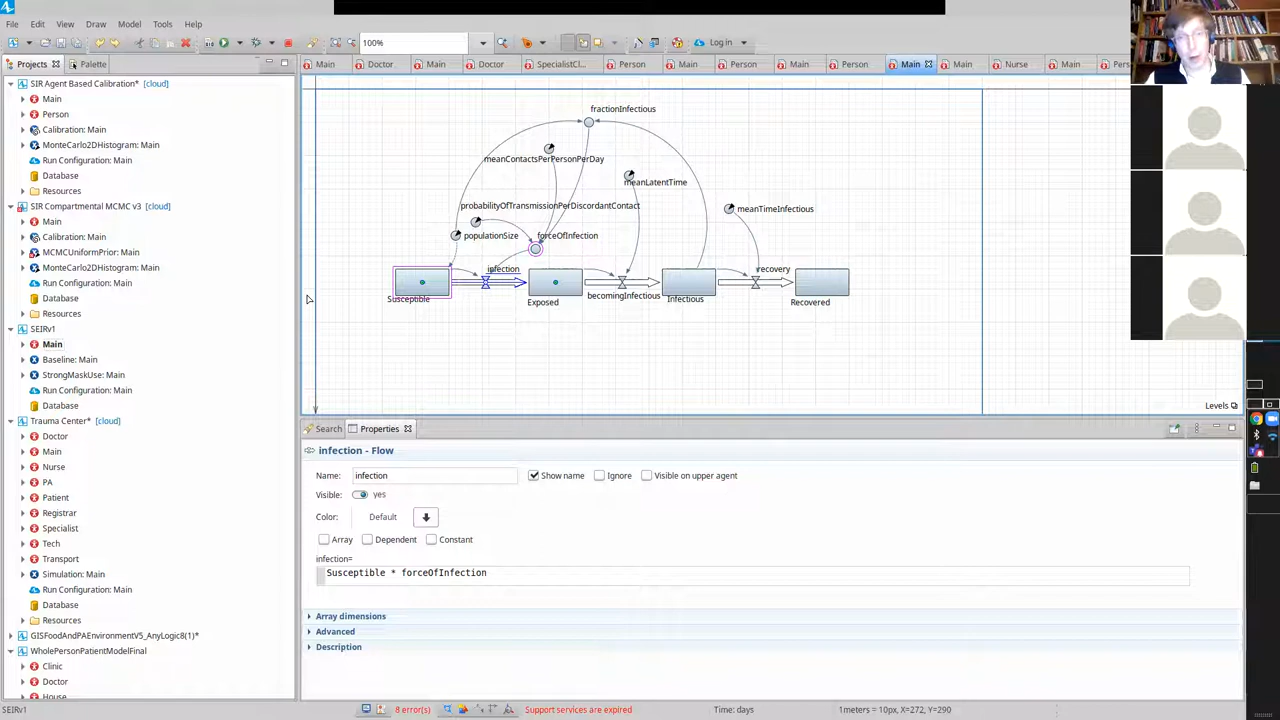 File Edit View Draw Model Tools Help
100%
Log in
Projects
Palette
Main
Doctor
Main
Doctor
SpecialistCl...
Person
Main
Person
Main
Person
Main
Main
Nurse
Main
Perso
SIR Agent Based Calibration* [cloud]
Main
Person
Calibration: Main
MonteCarlo2DHistogram: Main
Run Configuration: Main
Database
Resources
SIR Compartmental MCMC v3 [cloud]
Main
Calibration: Main
MCMCUniformPrior: Main
MonteCarlo2DHistogram: Main
Run Configuration: Main
Database
Resources
SEIRv1
Main
Baseline: Main
StrongMaskUse: Main
Run Configuration: Main
Database
Trauma Center* [cloud]
Doctor
Main
Nurse
PA
Patient
Registrar
Specialist
Tech
Transport
Simulation: Main
Run Configuration: Main
Database
Resources
GISFoodAndPAEnvironmentV5_AnyLogic8(1)*
WholePersonPatientModelFinal
Clinic
Doctor
House
fractionInfectious
meanContactsPerPersonPerDay
meanLatentTime
probabilityOfTransmissionPerDiscordantContact
meanTimeInfectious
populationSize
forceOfInfection
infection
recovery
Susceptible
Exposed
becomingInfectious
Infectious
Recovered
Levels
Search
Properties
infection - Flow
Name: infection
Show name
Ignore
Visible on upper agent
Visible: yes
Color: Default
Array
Dependent
Constant
infection=
Susceptible * forceOfInfection
Array dimensions
Advanced
Description
SEIRv1
8 error(s)
Support services are expired
Time: days
1meters = 10px, X=272, Y=290